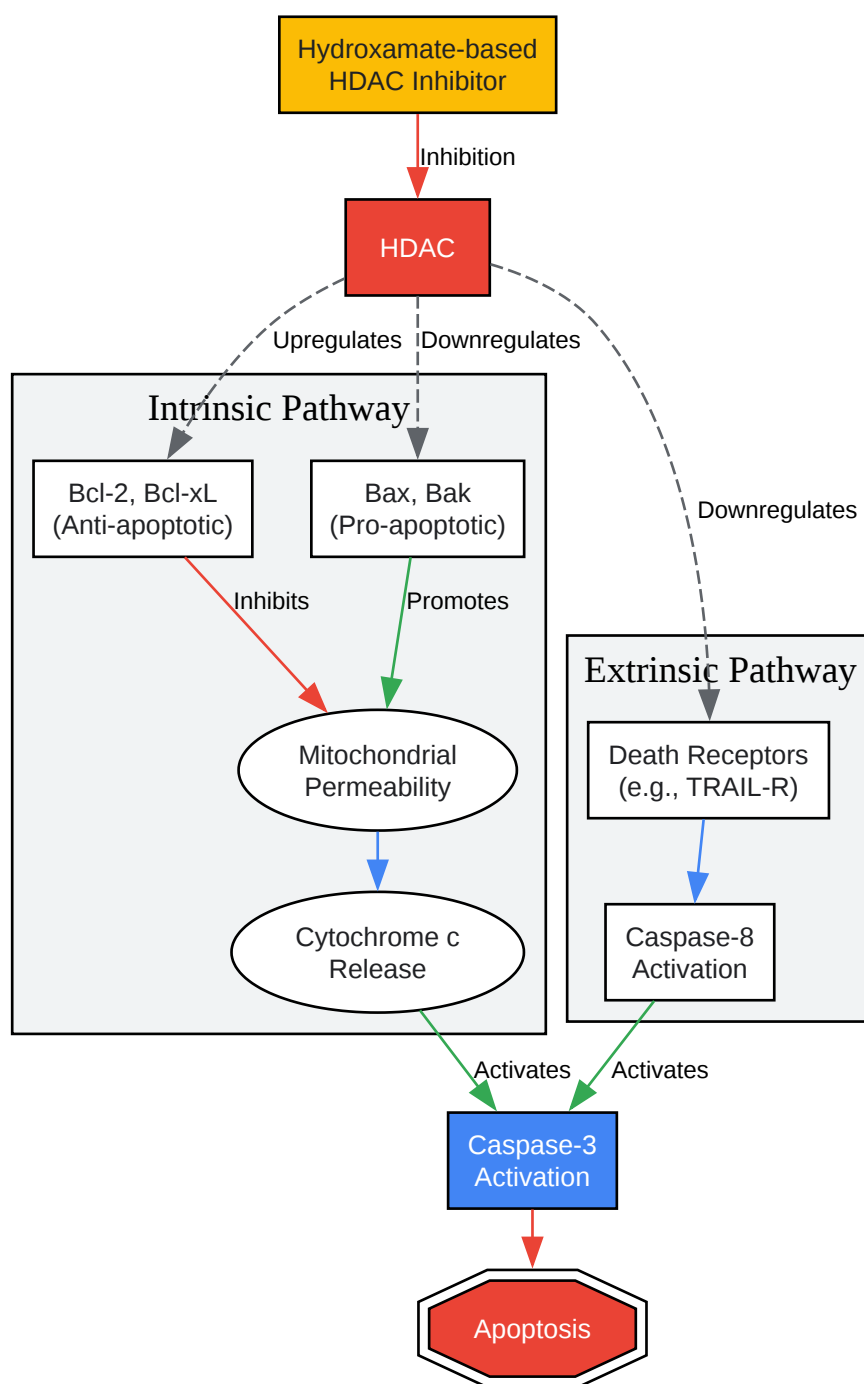 Hydroxamate-based
HDAC Inhibitor
Inhibition
HDAC
Upregulates
Downregulates
Intrinsic Pathway
Bcl-2, Bcl-xL
(Anti-apoptotic)
Bax, Bak
(Pro-apoptotic)
Downregulates
Inhibits
Promotes
Extrinsic Pathway
Mitochondrial
Permeability
Death Receptors
(e.g., TRAIL-R)
Cytochrome c
Release
Caspase-8
Activation
Activates
Activates
Caspase-3
Activation
Apoptosis